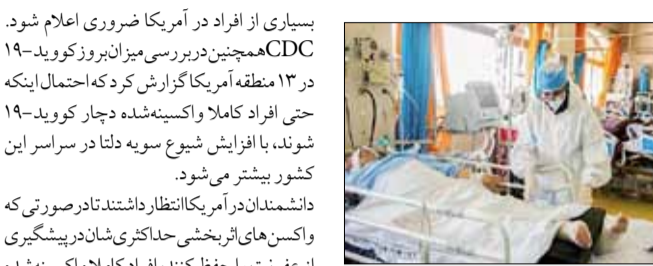 بسیاری از افراد در آمریکا ضروری اعلام شود.
CDCهمچنین در بررسی میزان بروز کووید-۱۹
در ۱۳ منطقه آمریکا گزارش کرد که احتمال اینکه
حتی افراد کاملا واکسینه‌شده دچار کووید-۱۹
شوند، با افزایش شیوع سویه دلتا در سراسر این
کشور بیشتر می‌شود.
دانشمندان در آمریکا انتظار داشتند تا در صورتی که
واکسن‌های اثربخشی حداکثری‌شان در پیشگیری